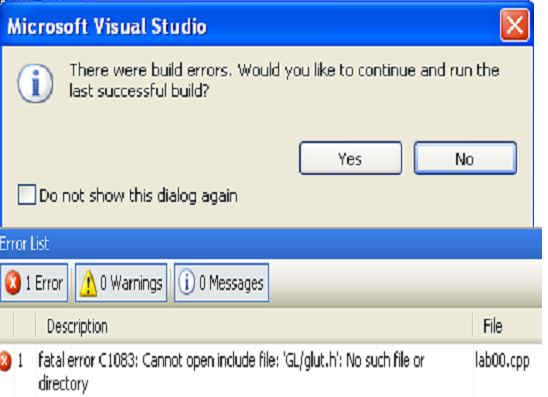 Microsoft Visual Studio
There were build errors. Would you like to continue and run the
last successful build?
Yes
No
Do not show this dialog again
Error List
1 Error
0 Warnings
0 Messages
Description
File
1 fatal error C1083: Cannot open include file: 'GL/glut.h': No such file or
directory
lab00.cpp